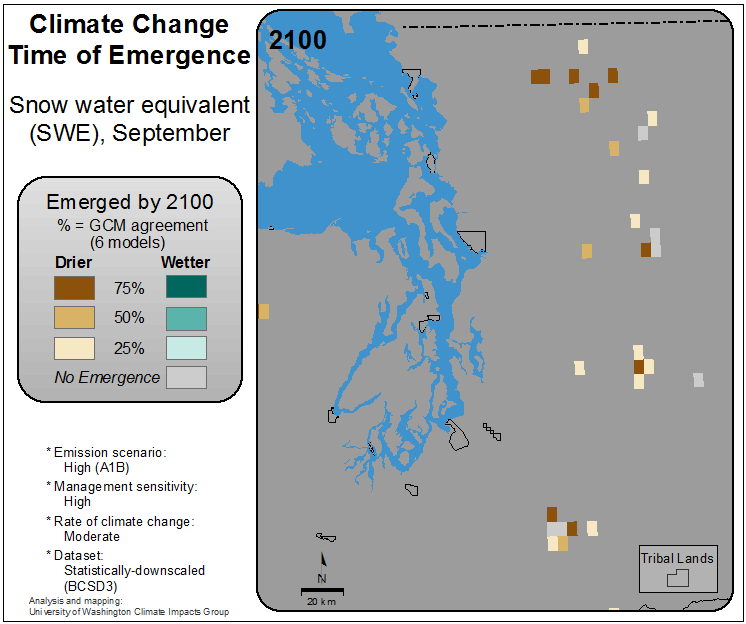 Climate Change
Time of Emergence
Snow water equivalent
(SWE), September
Emerged by 2100
% = GCM agreement
(6 models)
Drier Wetter
75%
50%
25%
No Emergence
* Emission scenario:
High (A1B)
* Management sensitivity:
High
* Rate of climate change:
Moderate
* Dataset:
Statistically-downscaled
(BCSD3)
Analysis and mapping:
University of Washington Climate Impacts Group
2100
N
20 km
Tribal Lands